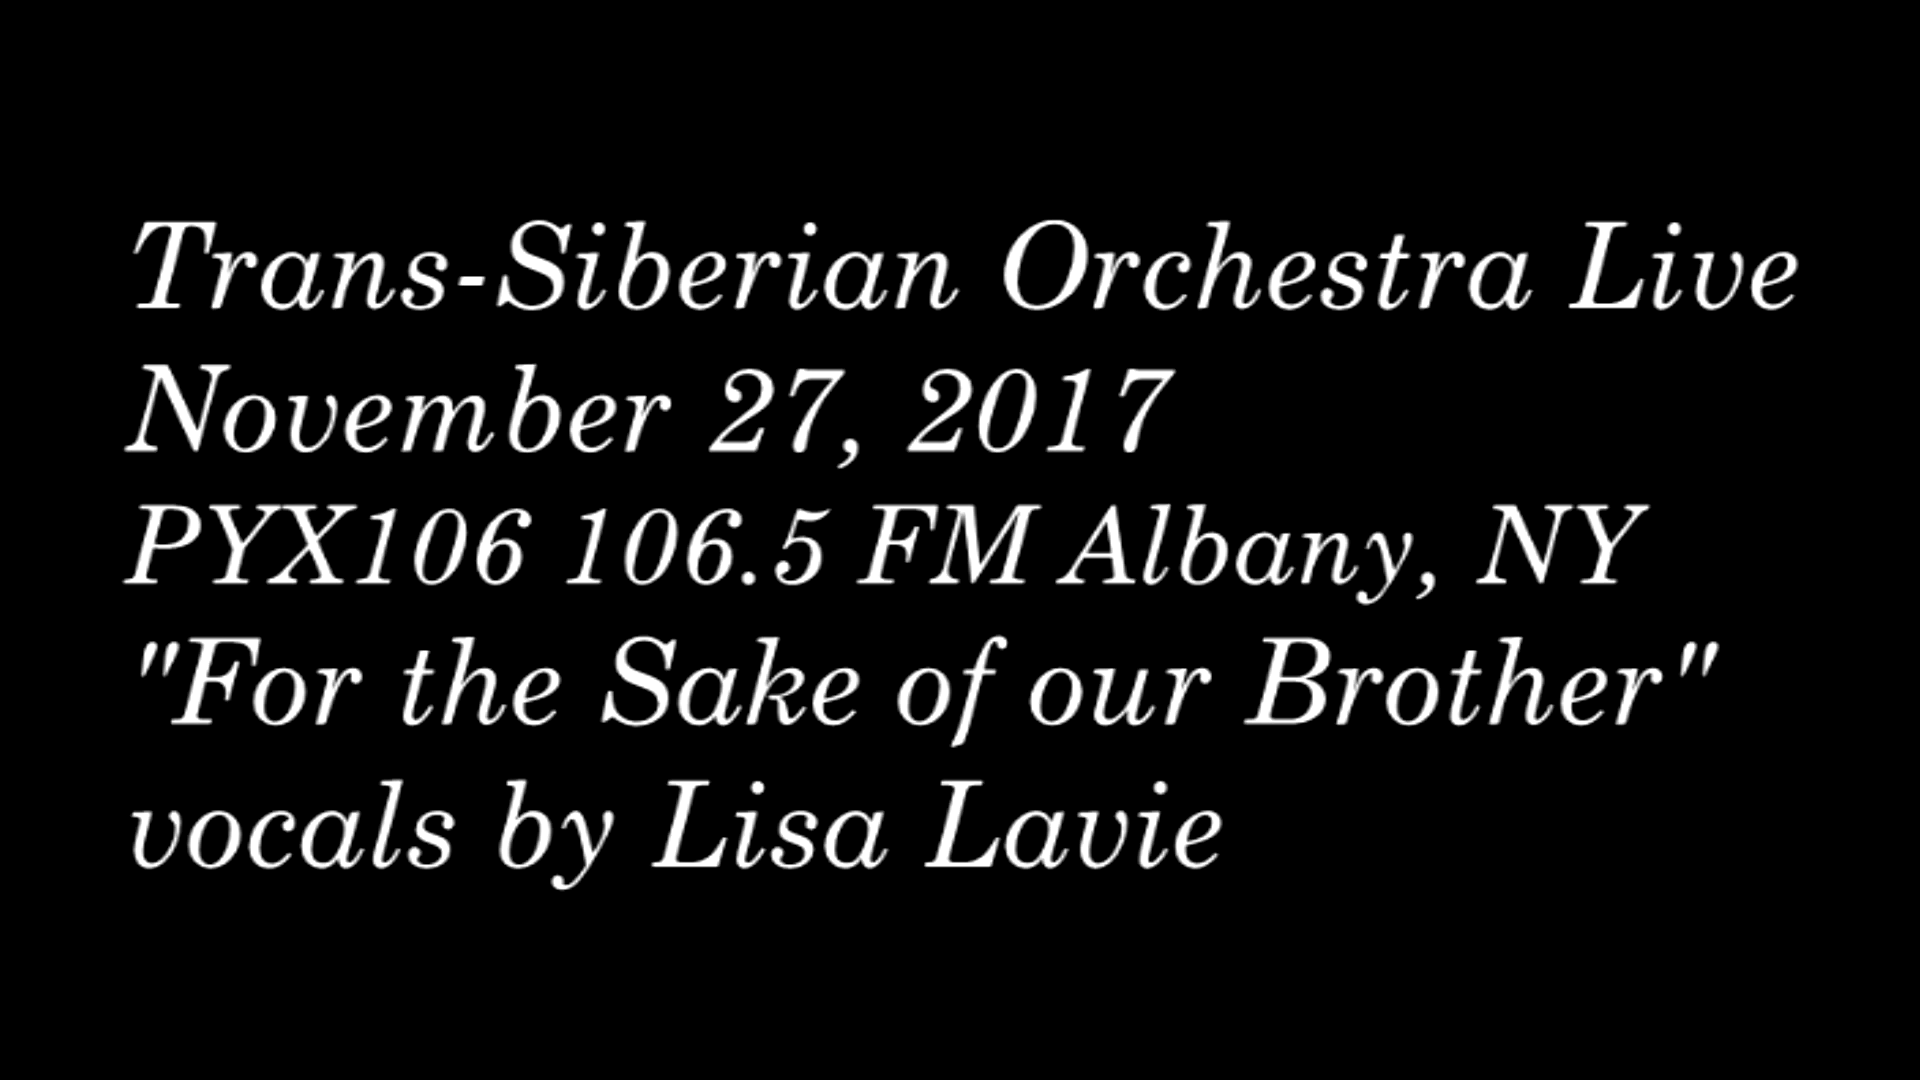 Trans-Siberian Orchestra Live
November 27, 2017
PYX106 106.5 FM Albany, NY
"For the Sake of our Brother"
vocals by Lisa Lavie